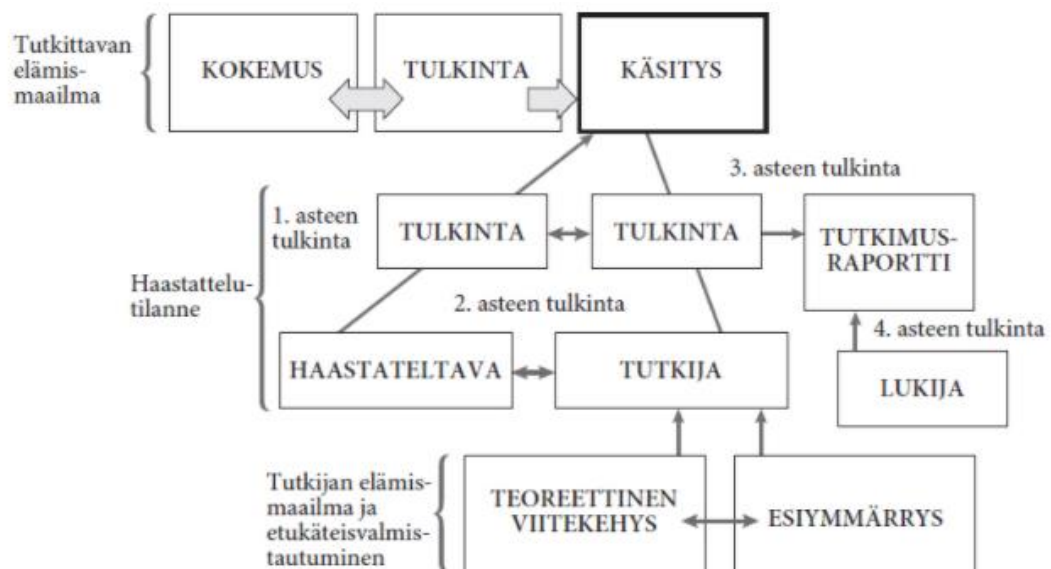 Tutkittavan
elämis-
maailma
KOKEMUS
TULKINTA
KÄSITYS
3. asteen tulkinta
1. asteen
tulkinta
TULKINTA
TULKINTA
TUTKIMUS-
RAPORTTI
Haastattelu-
tilanne
2. asteen tulkinta
4. asteen tulkinta
HAASTATELTAVA
TUTKIJA
LUKIJA
Tutkijan elämis-
maailma ja
etukäteisvalmis-
tautuminen
TEOREETTINEN
VIITEKEHYS
ESIYMMÄRRYS